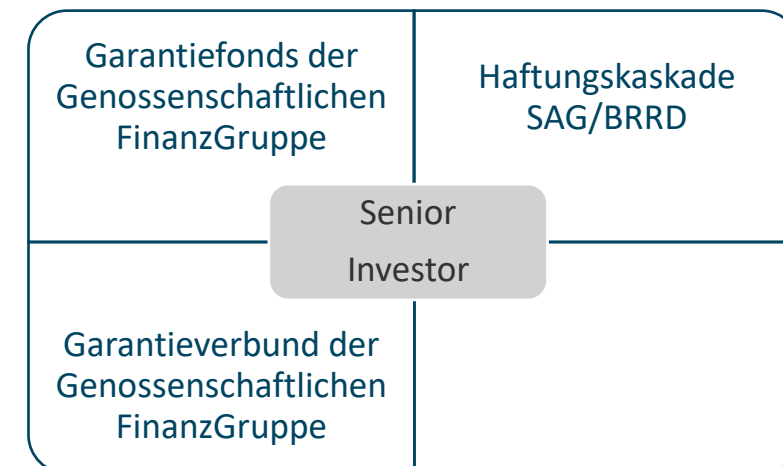 Garantiefonds der
Genossenschaftlichen
FinanzGruppe
Haftungskaskade
SAG/BRRD
Senior
Investor
Garantieverbund der
Genossenschaftlichen
FinanzGruppe